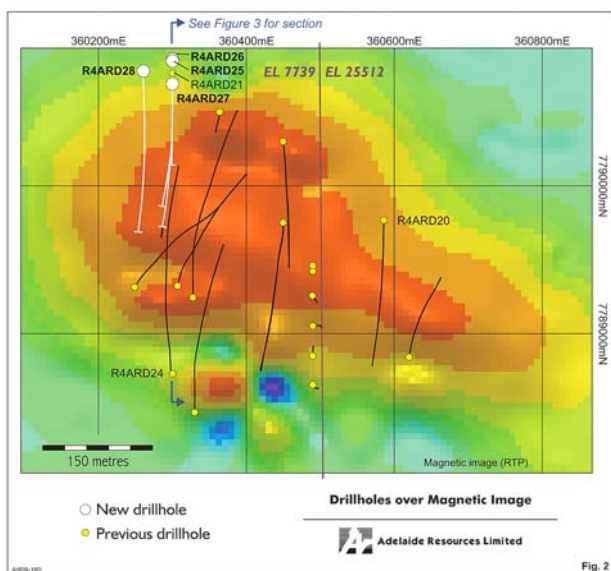 See Figure 3 for section
360200mE
360400mE
360600mE
360800mE
R4ARD26
R4ARD28
R4ARD25
R4ARD21
R4ARD27
EL 7739
EL 25512
7790000mN
R4ARD20
7789000mN
R4ARD24
150 metres
Magnetic image (RTP)
New drillhole
Previous drillhole
Drillholes over Magnetic Image
Adelaide Resources Limited
Fig. 2